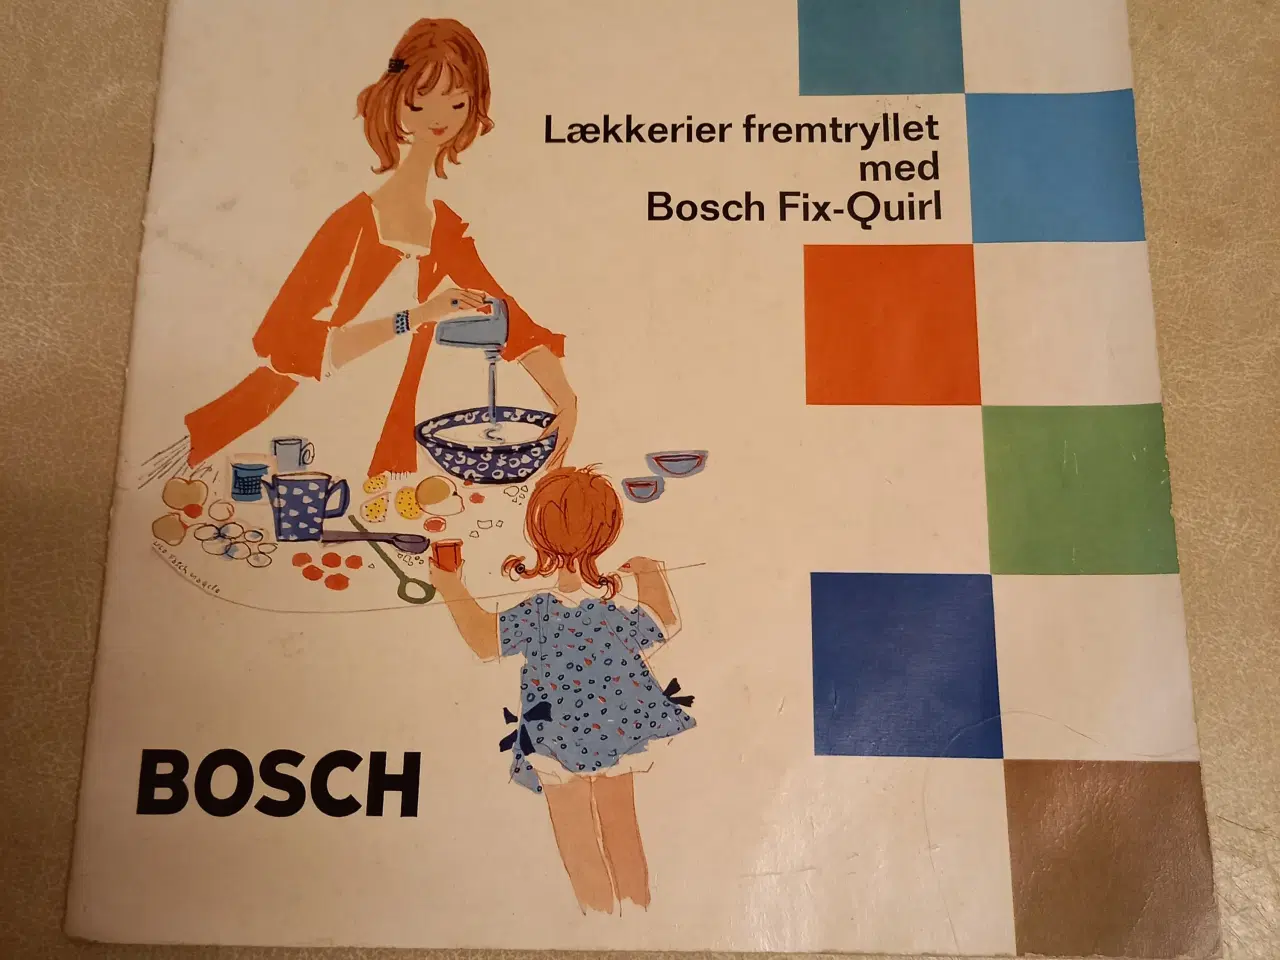 Lækkerier fremtryllet
med
Bosch Fix-Quirl
BOSCH